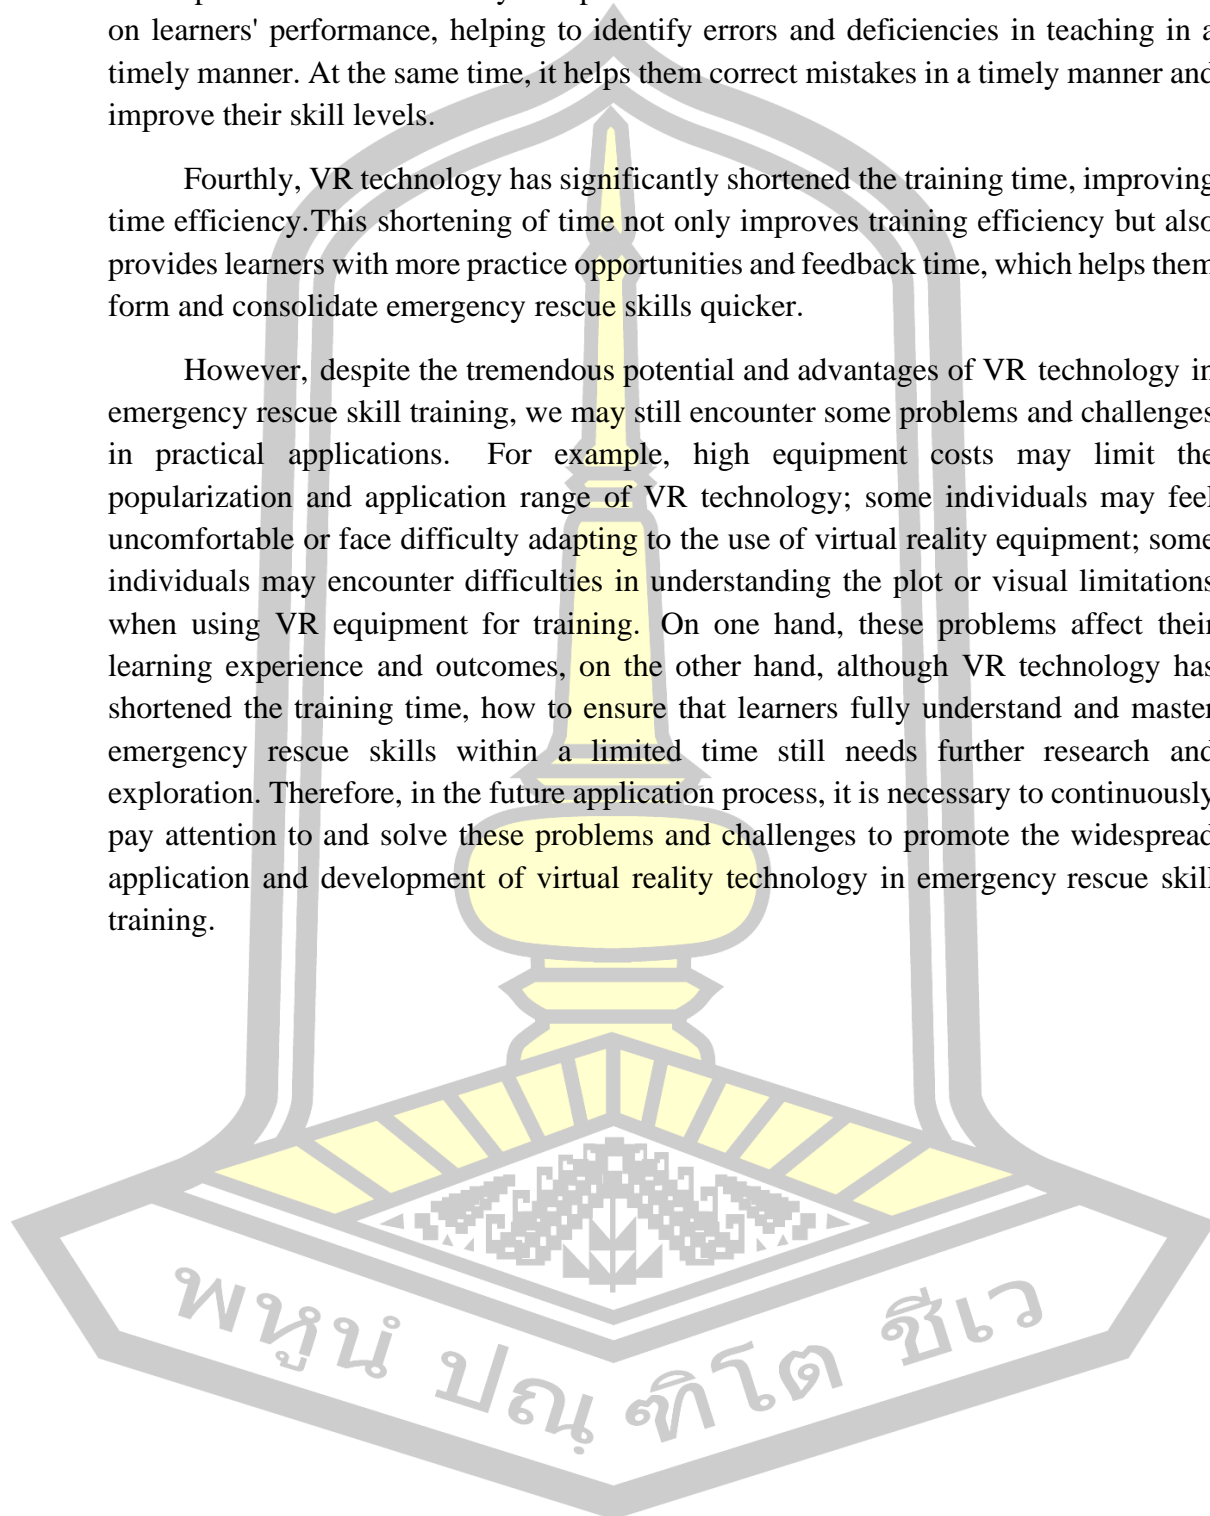 on learners' performance, helping to identify errors and deficiencies in teaching in a
timely manner. At the same time, it helps them correct mistakes in a timely manner and
improve their skill levels.
Fourthly, VR technology has significantly shortened the training time, improving
time efficiency.This shortening of time not only improves training efficiency but also
provides learners with more practice opportunities and feedback time, which helps them
form and consolidate emergency rescue skills quicker.
However, despite the tremendous potential and advantages of VR technology in
emergency rescue skill training, we may still encounter some problems and challenges
in practical applications. For example, high equipment costs may limit the
popularization and application range of VR technology; some individuals may feel
uncomfortable or face difficulty adapting to the use of virtual reality equipment; some
individuals may encounter difficulties in understanding the plot or visual limitations
when using VR equipment for training. On one hand, these problems affect their
learning experience and outcomes, on the other hand, although VR technology has
shortened the training time, how to ensure that learners fully understand and master
emergency rescue skills within a limited time still needs further research and
exploration. Therefore, in the future application process, it is necessary to continuously
pay attention to and solve these problems and challenges to promote the widespread
application and development of virtual reality technology in emergency rescue skill
training.
พหูนํ ปณฺ ฑิโต ชีเว